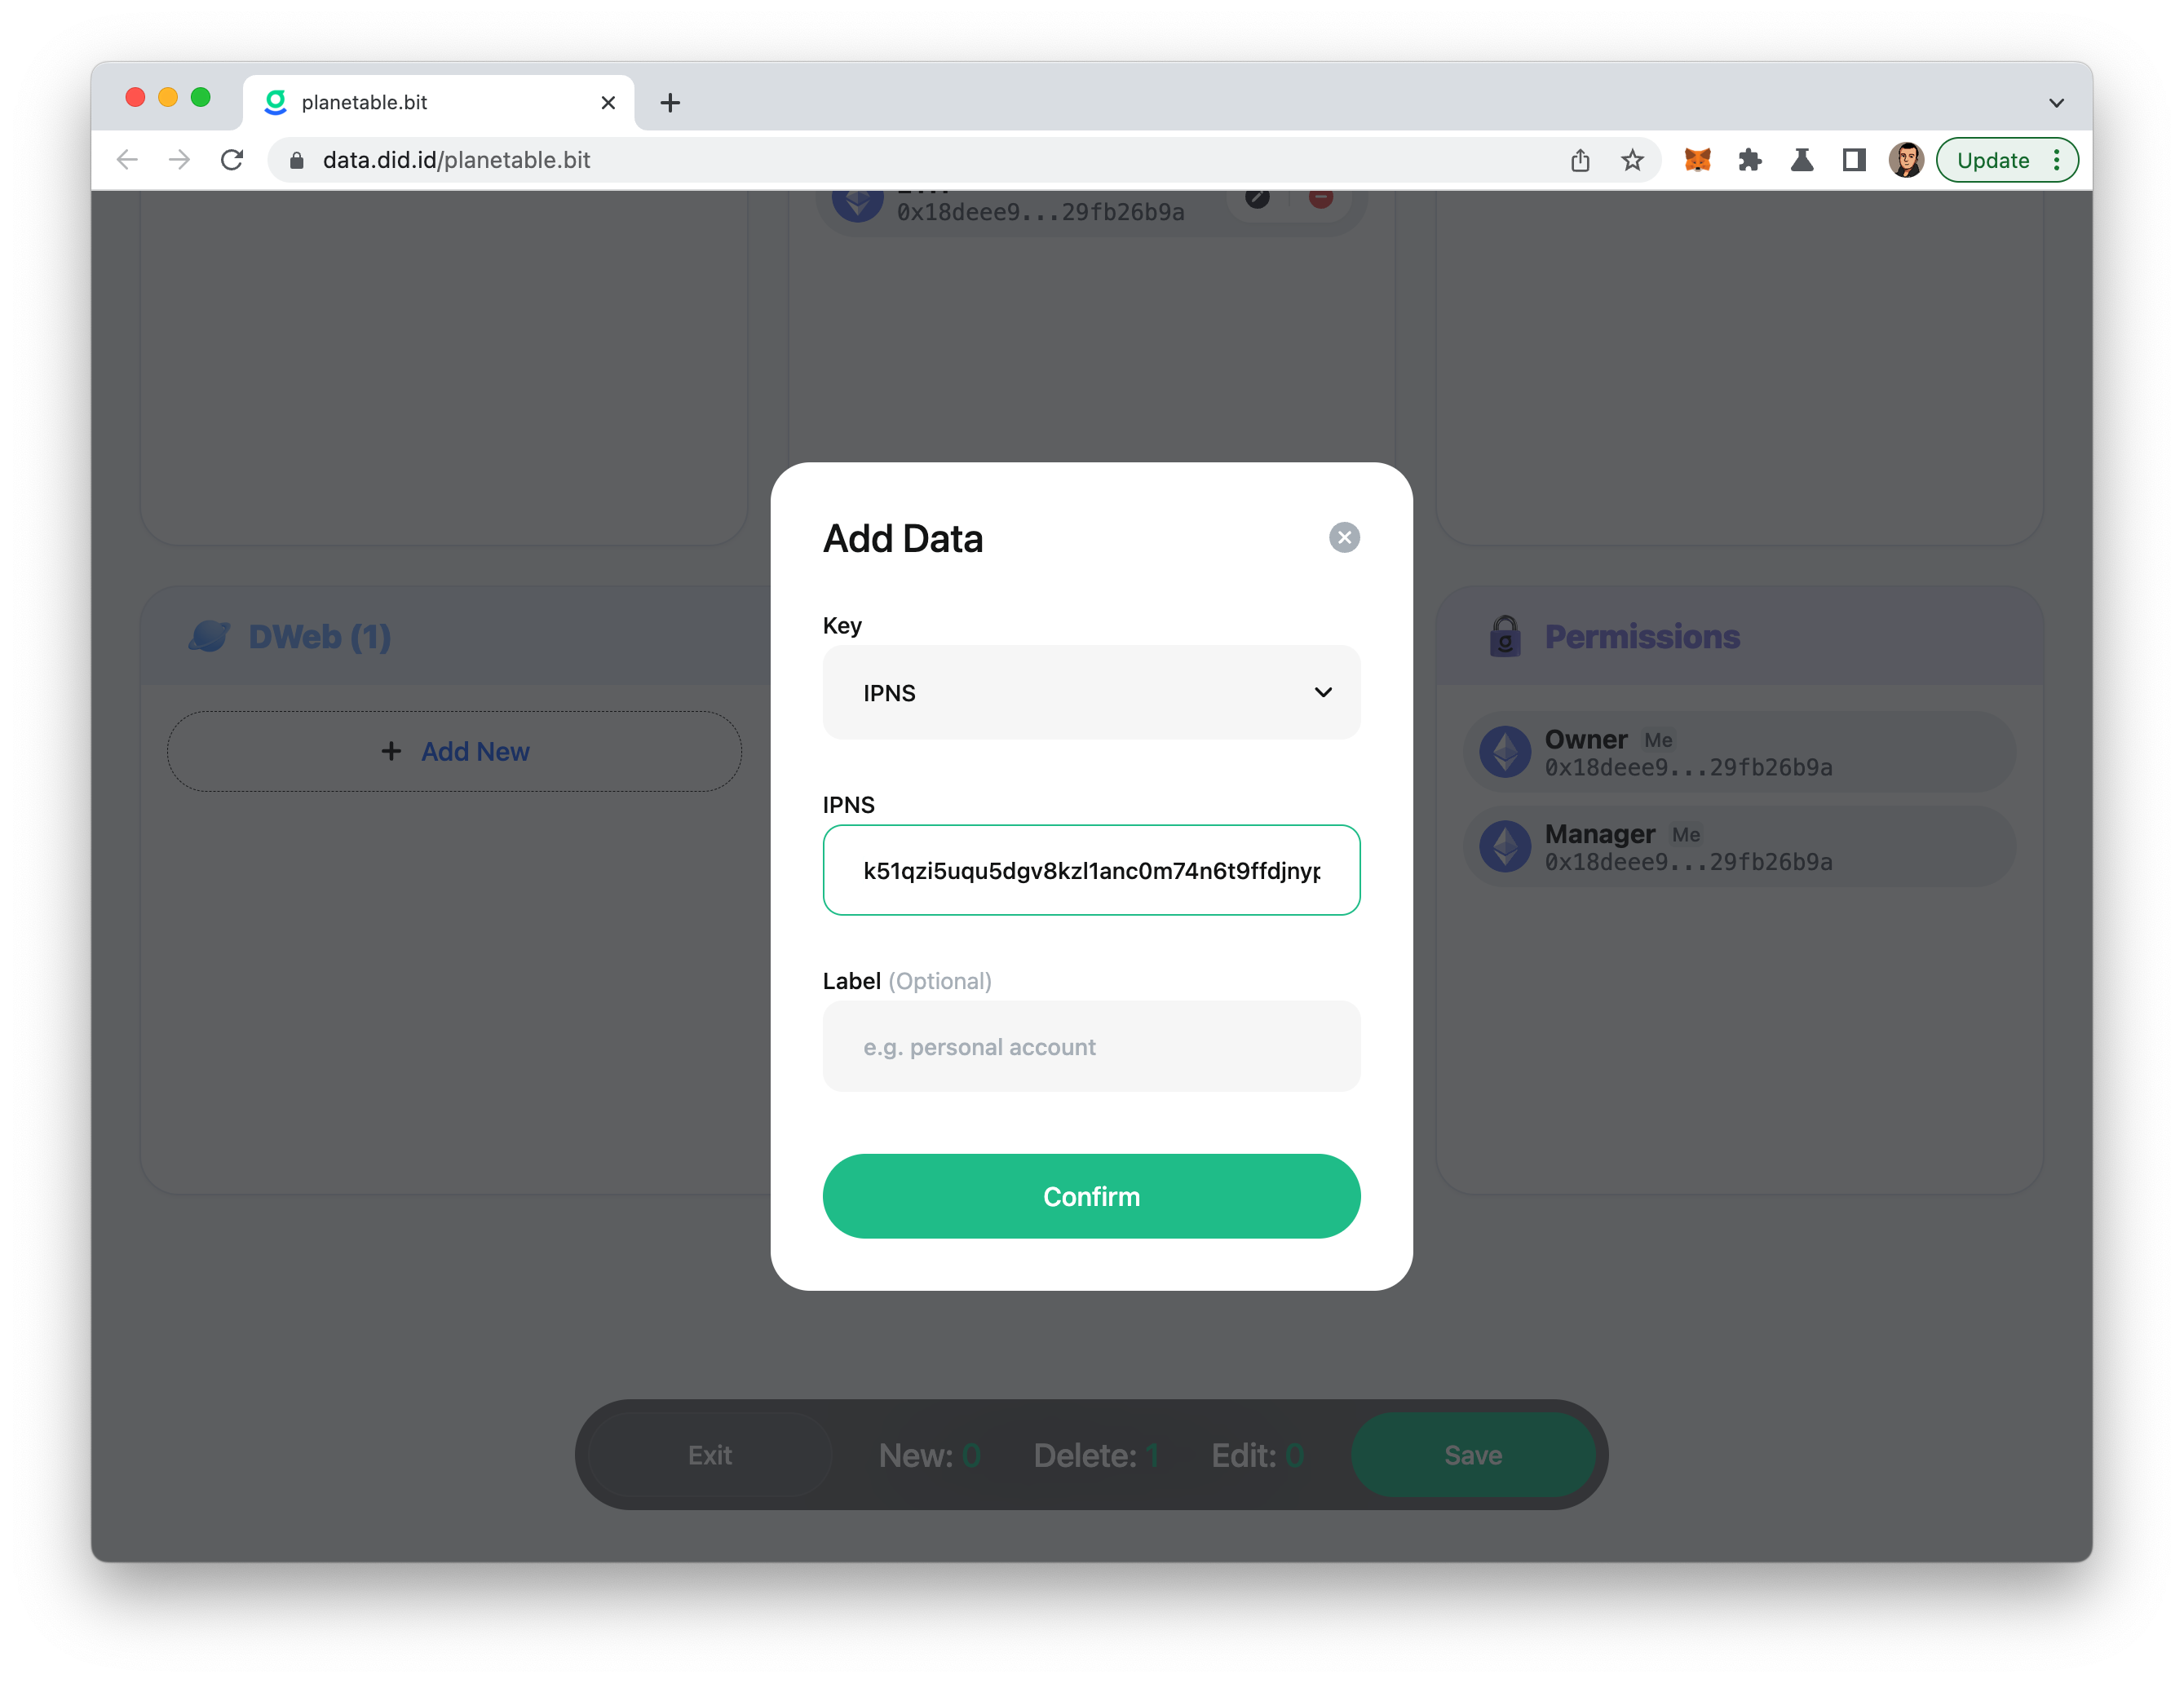 planetable.bit
data.did.id/planetable.bit
Update
0x18deee9...29fb26b9a
Add Data
Key
IPNS
IPNS
k51qzi5uqu5dgv8kzl1anc0m74n6t9ffdjnyp
Label (Optional)
e.g. personal account
Confirm
DWeb (1)
+ Add New
Permissions
Owner Me
0x18deee9...29fb26b9a
Manager Me
0x18deee9...29fb26b9a
Exit
New: 0
Delete: 1
Edit: 0
Save